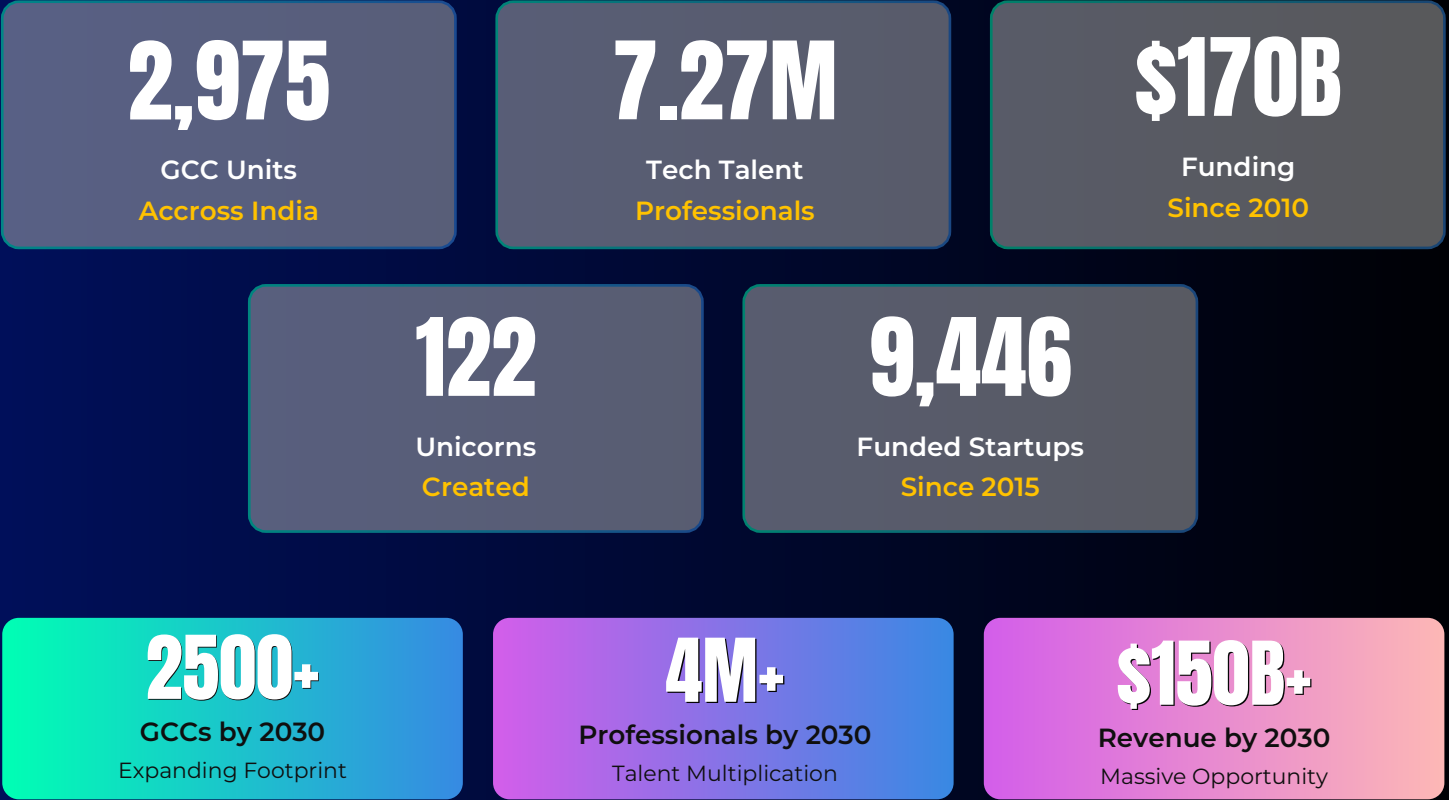 2,975
GCC Units
Accross India
7.27M
Tech Talent
Professionals
$170B
Funding
Since 2010
122
Unicorns
Created
9,446
Funded Startups
Since 2015
2500+
GCCs by 2030
Expanding Footprint
4M+
Professionals by 2030
Talent Multiplication
$150B+
Revenue by 2030
Massive Opportunity